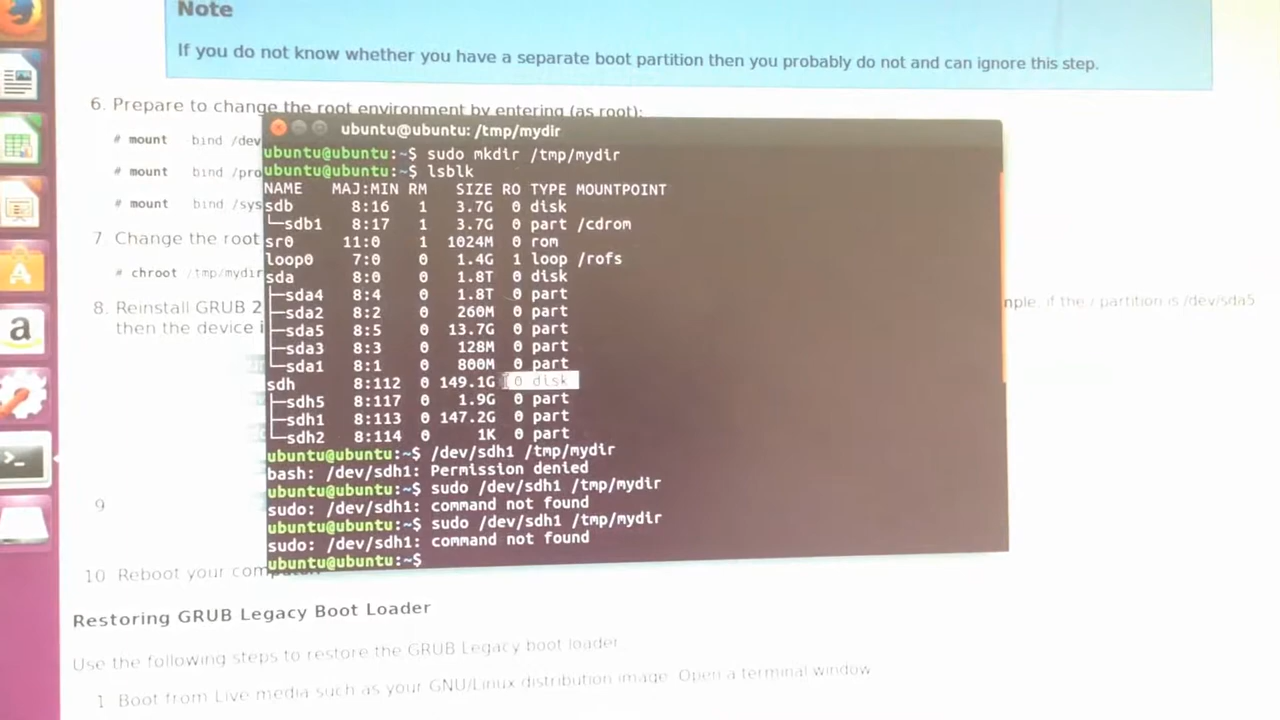 Note
If you do not know whether you have a separate boot partition then you probably do not and can ignore this step.
6. Prepare to change the root environment by entering (as root):
# mount bind /dev
# mount bind /pro
# mount bind /sys
7. Change the root
# chroot /tmp/mydir
8. Reinstall GRUB 2
nple, if the / partition is /dev/sda5
then the device i
ubuntu@ubuntu: /tmp/mydir
ubuntu@ubuntu:~$ sudo mkdir /tmp/mydir
ubuntu@ubuntu:~$ lsblk
NAME MAJ:MIN RM SIZE RO TYPE MOUNTPOINT
sdb 8:16 1 3.7G 0 disk
└─sdb1 8:17 1 3.7G 0 part /cdrom
sr0 11:0 1 1024M 0 rom
loop0 7:0 0 1.4G 1 loop /rofs
sda 8:0 0 1.8T 0 disk
├─sda4 8:4 0 1.8T 0 part
├─sda2 8:2 0 260M 0 part
├─sda5 8:5 0 13.7G 0 part
├─sda3 8:3 0 128M 0 part
└─sda1 8:1 0 800M 0 part
sdh 8:112 0 149.1G 0 disk
├─sdh5 8:117 0 1.9G 0 part
├─sdh1 8:113 0 147.2G 0 part
└─sdh2 8:114 0 1K 0 part
ubuntu@ubuntu:~$ /dev/sdh1 /tmp/mydir
bash: /dev/sdh1: Permission denied
ubuntu@ubuntu:~$ sudo /dev/sdh1 /tmp/mydir
sudo: /dev/sdh1: command not found
ubuntu@ubuntu:~$ sudo /dev/sdh1 /tmp/mydir
sudo: /dev/sdh1: command not found
ubuntu@ubuntu:~$
9
10 Reboot your computer.
Restoring GRUB Legacy Boot Loader
Use the following steps to restore the GRUB Legacy boot loader.
1 Boot from Live media such as your GNU/Linux distribution image. Open a terminal window